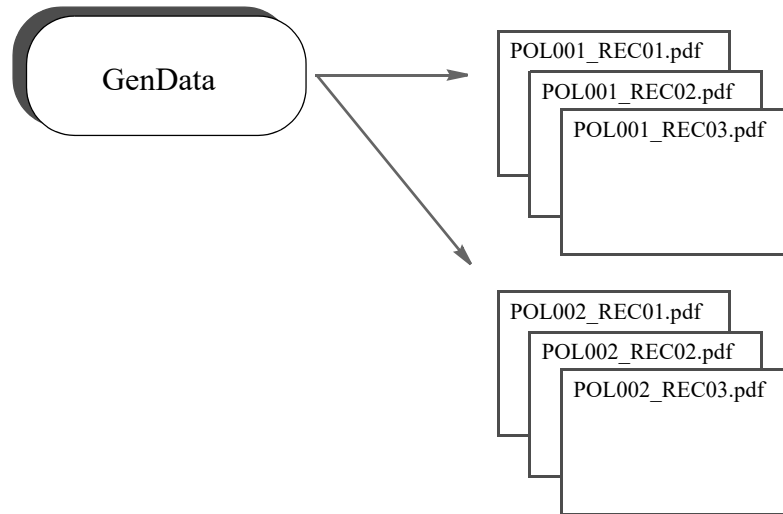 GenData
POL001_REC01.pdf
POL001_REC02.pdf
POL001_REC03.pdf
POL002_REC01.pdf
POL002_REC02.pdf
POL002_REC03.pdf